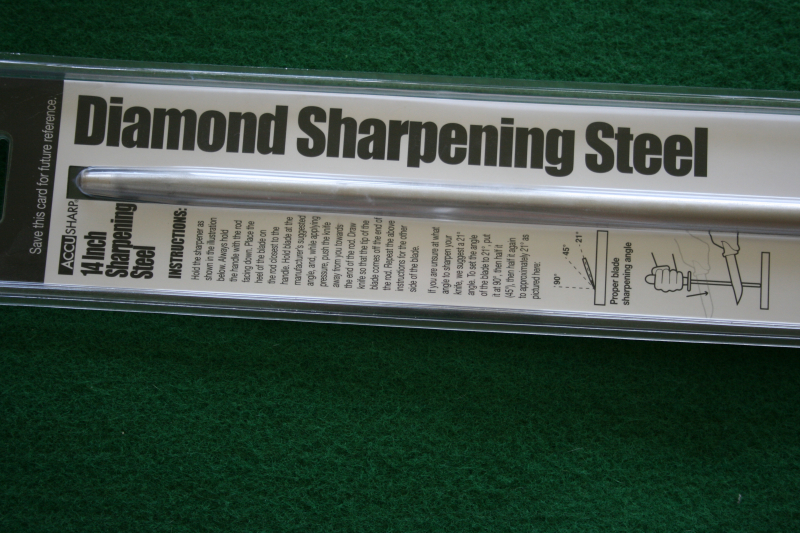 Save this card for future reference.
Diamond Sharpening Steel
ACCUSHARP
14 Inch
Sharpening
Steel
INSTRUCTIONS:
Hold the sharpener as
shown in the illustration
below. Always hold
the handle with the rod
facing down. Place the
heel of the blade on
the rod closest to the
handle. Hold blade at the
manufacturer's suggested
angle, and, while applying
pressure, push the knife
away from you towards
the end of the rod. Draw
knife so that the tip of the
blade comes off the end of
the rod. Repeat the above
instructions for the other
side of the blade.
If you are unsure at what
angle to sharpen your
knife, we suggest a 21°
angle. To set the angle
of the blade to 21°, put
it at 90°, then half it
(45°), then half it again
to approximately 21° as
pictured here:
90°
45°
21°
Proper blade
sharpening angle